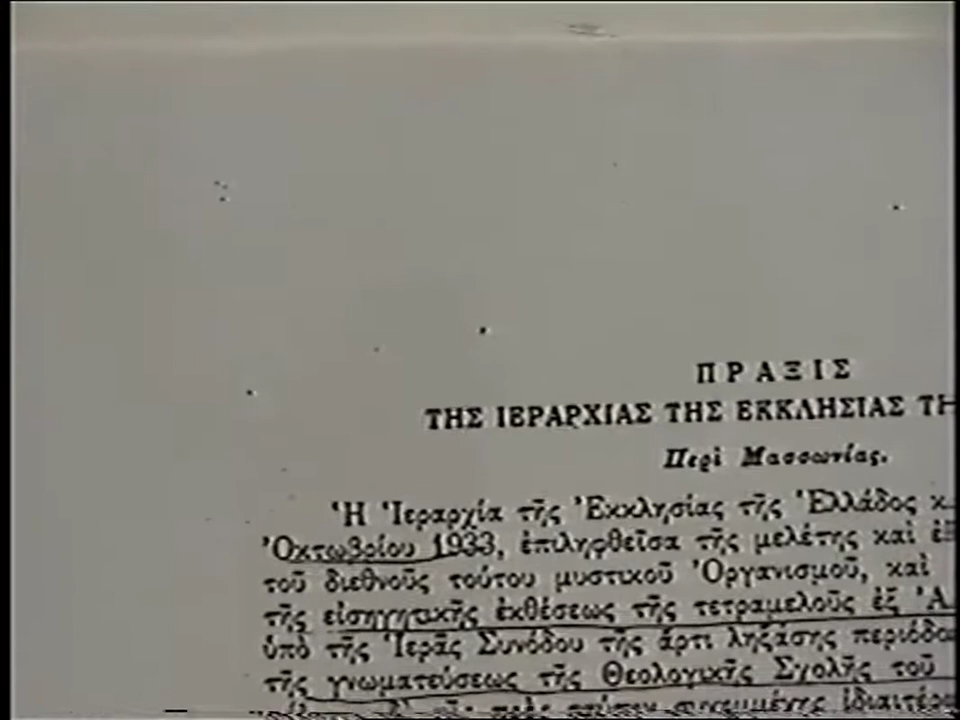 ΠΡΑΞΙΣ
ΤΗΣ ΙΕΡΑΡΧΙΑΣ ΤΗΣ ΕΚΚΛΗΣΙΑΣ ΤΗ
Περὶ Μασσωνίας.
Ἡ Ἱεραρχία τῆς Ἐκκλησίας τῆς Ἑλλάδος
Ὀκτωβρίου 1933, ἐπιληφθεῖσα τῆς μελέτης καὶ
τοῦ διεθνοῦς τούτου μυστικοῦ Ὀργανισμοῦ, καὶ
τῆς εἰσηγητικῆς ἐκθέσεως τῆς τετραμελοῦς ἐξ Ἀ
ὑπὸ τῆς Ἱερᾶς Συνόδου τῆς ἄρτι ληξάσης περιόδο
τῆς γνωματεύσεως τῆς Θεολογικῆς Σχολῆς τοῦ